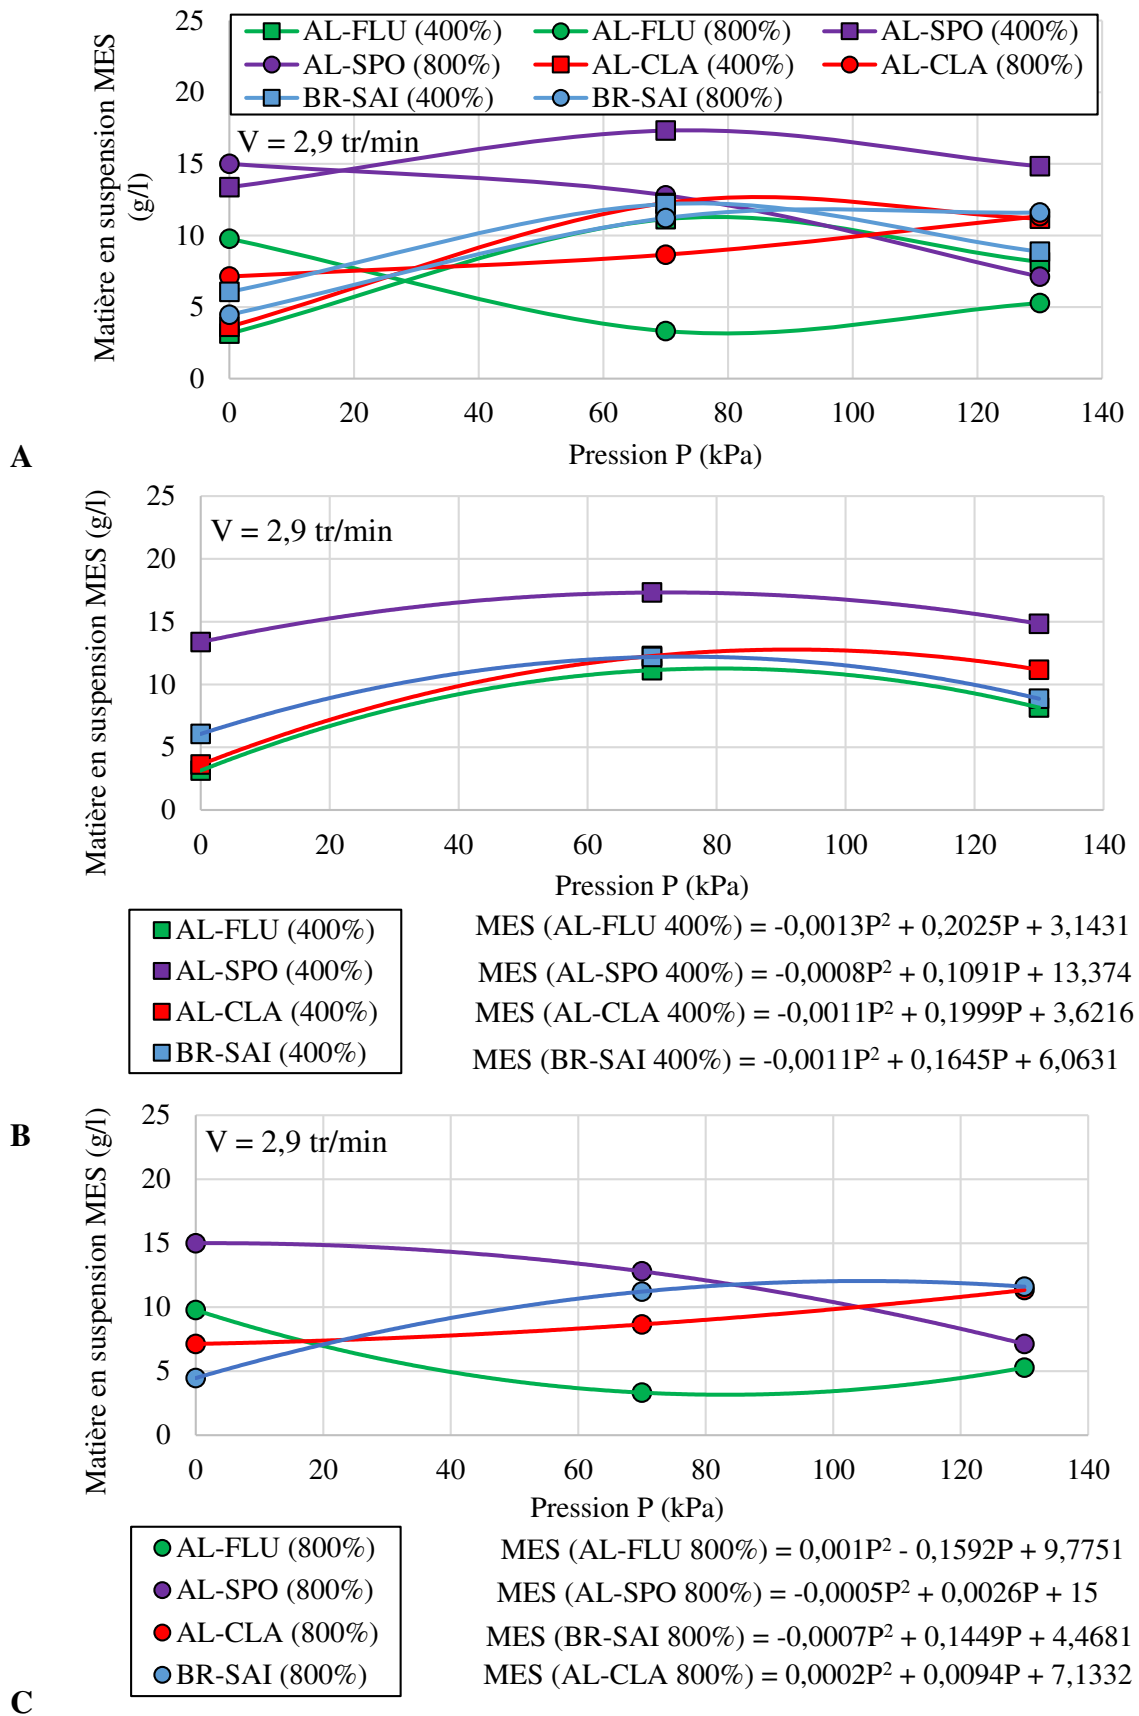 AL-FLU (400%) AL-FLU (800%) AL-SPO (400%)
AL-SPO (800%) AL-CLA (400%) AL-CLA (800%)
BR-SAI (400%) BR-SAI (800%)
V = 2,9 tr/min
Matière en suspension MES
(g/l)
25
20
15
10
5
0
0 20 40 60 80 100 120 140
Pression P (kPa)
A
Matière en suspension MES (g/l)
V = 2,9 tr/min
25
20
15
10
5
0
0 20 40 60 80 100 120 140
Pression P (kPa)
AL-FLU (400%)
AL-SPO (400%)
AL-CLA (400%)
BR-SAI (400%)
MES (AL-FLU 400%) = -0,0013P² + 0,2025P + 3,1431
MES (AL-SPO 400%) = -0,0008P² + 0,1091P + 13,374
MES (AL-CLA 400%) = -0,0011P² + 0,1999P + 3,6216
MES (BR-SAI 400%) = -0,0011P² + 0,1645P + 6,0631
B
Matière en suspension MES (g/l)
V = 2,9 tr/min
25
20
15
10
5
0
0 20 40 60 80 100 120 140
Pression P (kPa)
AL-FLU (800%)
AL-SPO (800%)
AL-CLA (800%)
BR-SAI (800%)
MES (AL-FLU 800%) = 0,001P² - 0,1592P + 9,7751
MES (AL-SPO 800%) = -0,0005P² + 0,0026P + 15
MES (BR-SAI 800%) = -0,0007P² + 0,1449P + 4,4681
MES (AL-CLA 800%) = 0,0002P² + 0,0094P + 7,1332
C